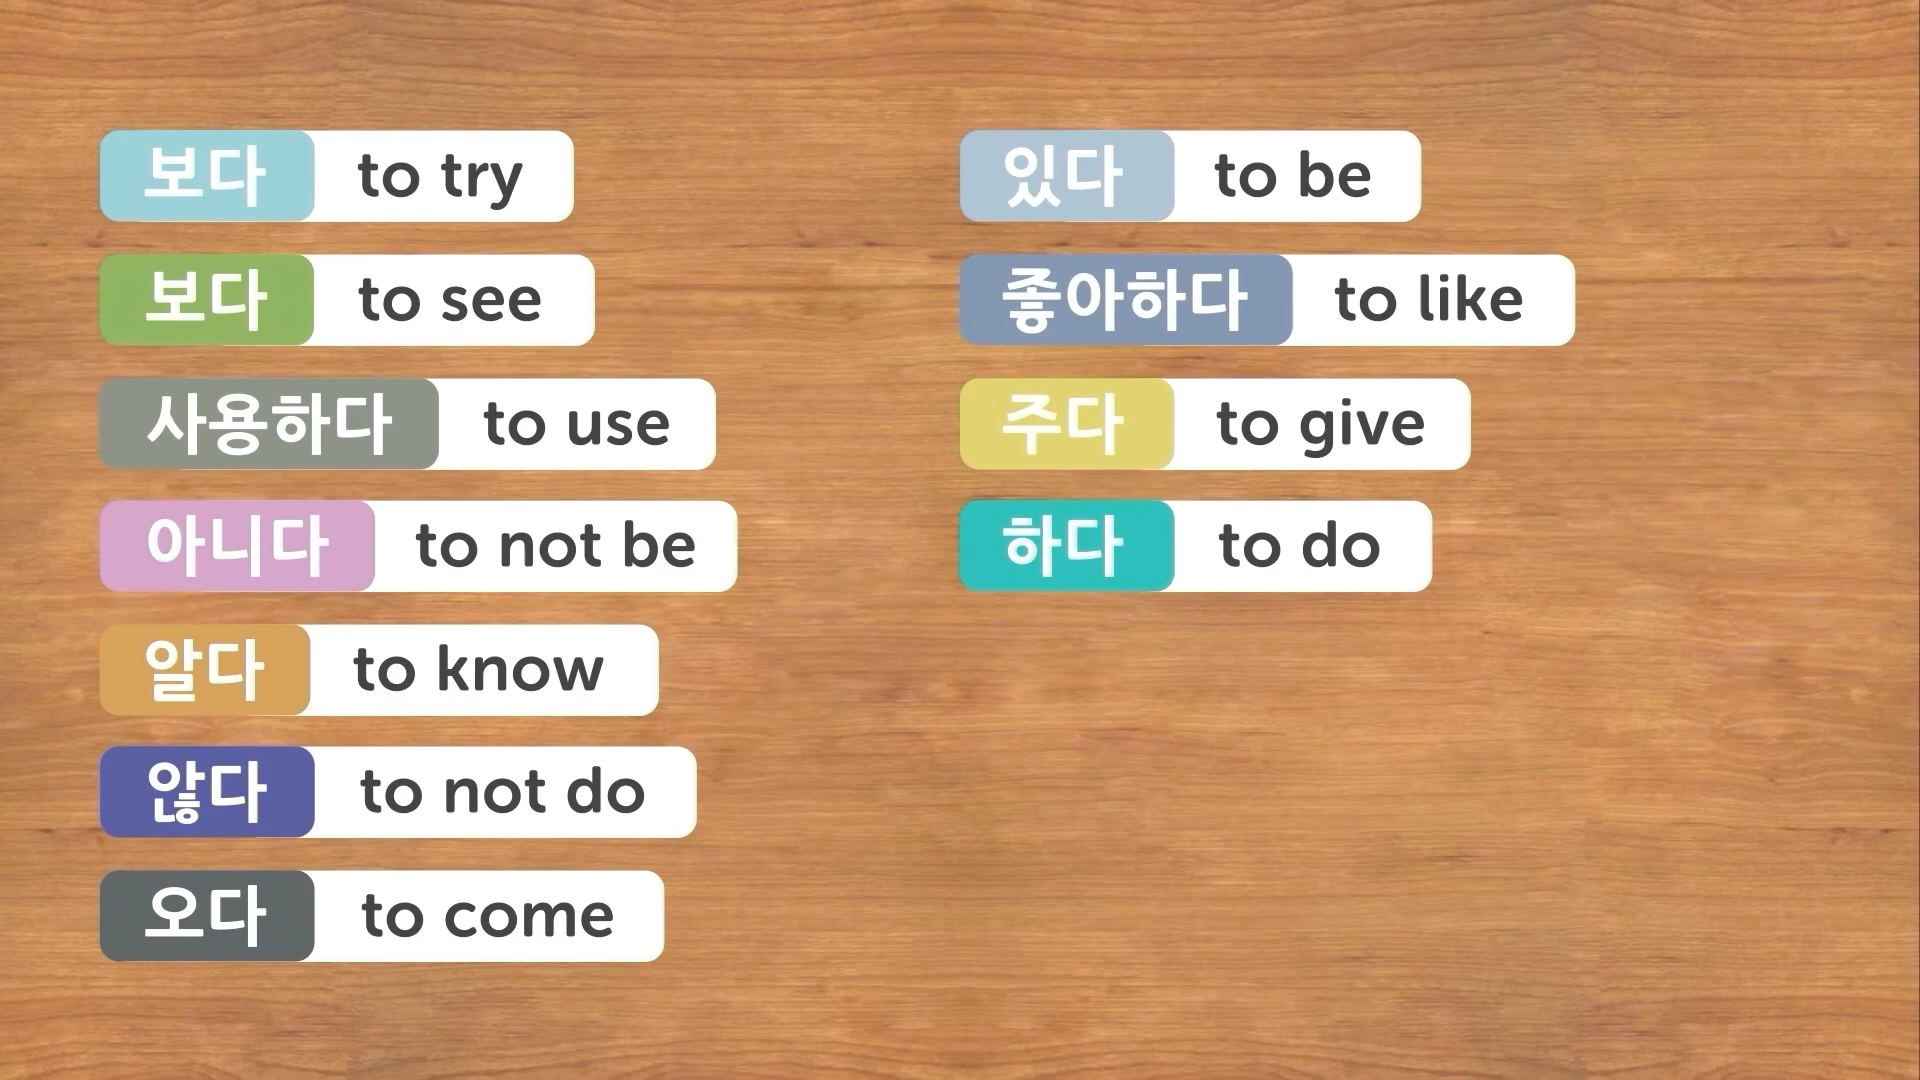 보다 to try
보다 to see
사용하다 to use
아니다 to not be
알다 to know
않다 to not do
오다 to come
있다 to be
좋아하다 to like
주다 to give
하다 to do